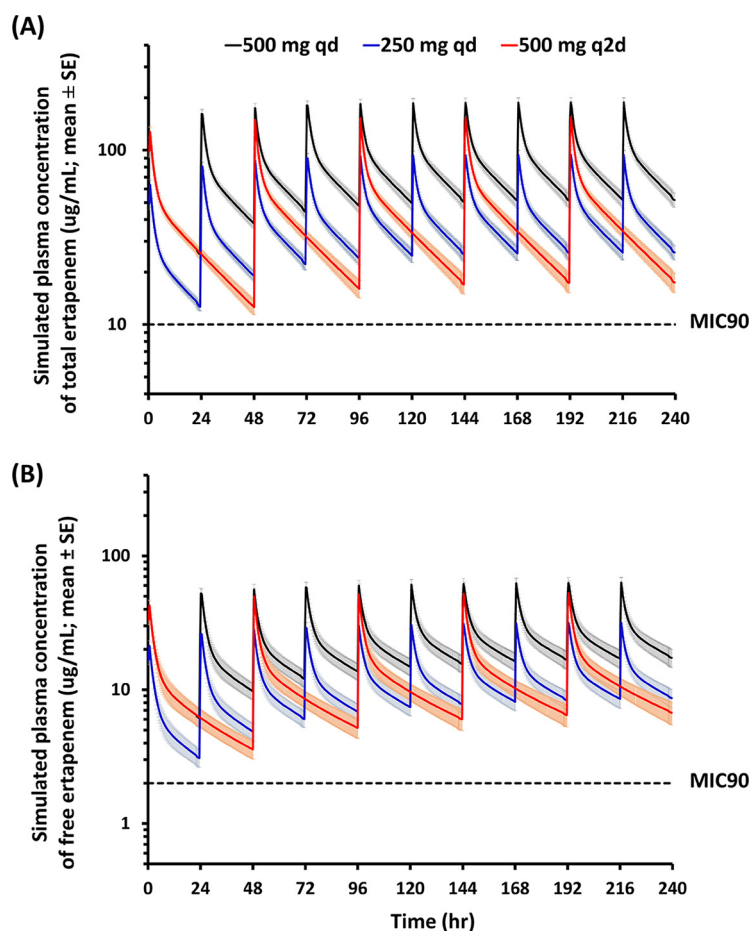 (A)
500 mg qd 250 mg qd 500 mg q2d
Simulated plasma concentration
of total ertapenem (ug/mL; mean ± SE)
100
10
MIC90
0 24 48 72 96 120 144 168 192 216 240
(B)
Simulated plasma concentration
of free ertapenem (ug/mL; mean ± SE)
100
10
1
MIC90
0 24 48 72 96 120 144 168 192 216 240
Time (hr)